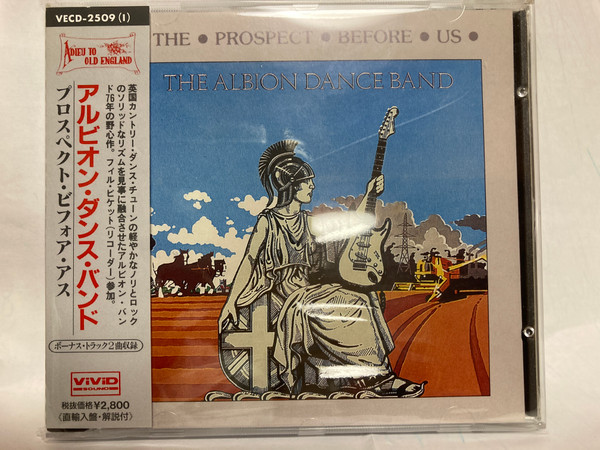 VECD-2509 (1)
ADIEU TO
OLD ENGLAND
アルビオン・ダンス・バンド
プロスペクト・ビフォア・アス
英国カントリー・ダンス・チューンの軽やかなノリとロック
のソリッドなリズムを見事に融合させたアルビオン・バン
ド76年の野心作。フィル・ピケット(リコーダー)参加。
ボーナス・トラック2曲収録
ViViD
SOUND
税抜価格¥2,800
《直輸入盤・解説付》
THE • PROSPECT • BEFORE • US •
THE ALBION DANCE BAND